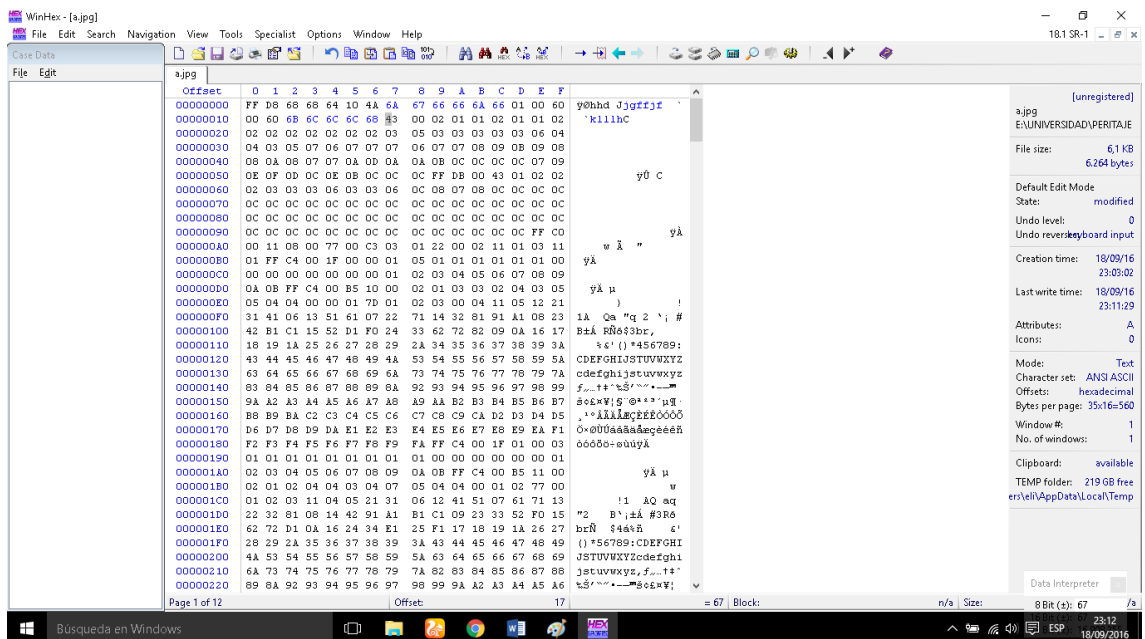 WinHex - [a.jpg]
File Edit Search Navigation View Tools Specialist Options Window Help
18.1 SR-1
Case Data
File Edit
a.jpg
Offset 0 1 2 3 4 5 6 7 8 9 A B C D E F
00000000 FF D8 68 68 64 10 4A 6A 67 66 66 6A 66 01 00 60 ÿØhhd Jjgffjf `
00000010 00 60 6B 6C 6C 6C 68 43 00 02 01 01 02 01 01 02 `klllhC
00000020 02 02 02 02 02 02 02 03 05 03 03 03 03 03 06 04
00000030 04 03 05 07 06 07 07 07 06 07 07 08 09 0B 09 08
00000040 08 0A 08 07 07 0A 0D 0A 0A 0B 0C 0C 0C 0C 07 09
00000050 0E 0F 0D 0C 0E 0B 0C 0C 0C FF DB 00 43 01 02 02 ÿÛ C
00000060 02 03 03 03 06 03 03 06 0C 08 07 08 0C 0C 0C 0C
00000070 0C 0C 0C 0C 0C 0C 0C 0C 0C 0C 0C 0C 0C 0C 0C 0C
00000080 0C 0C 0C 0C 0C 0C 0C 0C 0C 0C 0C 0C 0C 0C 0C 0C
00000090 0C 0C 0C 0C 0C 0C 0C 0C 0C 0C 0C 0C 0C 0C FF C0 ÿÀ
000000A0 00 11 08 00 77 00 C3 03 01 22 00 02 11 01 03 11 w Ã "
000000B0 01 FF C4 00 1F 00 00 01 05 01 01 01 01 01 01 00 ÿÄ
000000C0 00 00 00 00 00 00 00 01 02 03 04 05 06 07 08 09
000000D0 0A 0B FF C4 00 B5 10 00 02 01 03 03 02 04 03 05 ÿÄ µ
000000E0 05 04 04 00 00 01 7D 01 02 03 00 04 11 05 12 21 } !
000000F0 31 41 06 13 51 61 07 22 71 14 32 81 91 A1 08 23 1A Qa "q 2 ‘¡ #
00000100 42 B1 C1 15 52 D1 F0 24 33 62 72 82 09 0A 16 17 B±Á RÑð$3br‚
00000110 18 19 1A 25 26 27 28 29 2A 34 35 36 37 38 39 3A %&'()*456789:
00000120 43 44 45 46 47 48 49 4A 53 54 55 56 57 58 59 5A CDEFGHIJSTUVWXYZ
00000130 63 64 65 66 67 68 69 6A 73 74 75 76 77 78 79 7A cdefghijstuvwxyz
00000140 83 84 85 86 87 88 89 8A 92 93 94 95 96 97 98 99 ƒ„…†‡ˆ‰Š’“”•–—˜™
00000150 9A A2 A3 A4 A5 A6 A7 A8 A9 AA B2 B3 B4 B5 B6 B7 š¢£¤¥¦§¨©ª²³´µ¶·
00000160 B8 B9 BA C2 C3 C4 C5 C6 C7 C8 C9 CA D2 D3 D4 D5 ¸¹ºÂÃÄÅÆÇÈÉÊÒÓÔÕ
00000170 D6 D7 D8 D9 DA E1 E2 E3 E4 E5 E6 E7 E8 E9 EA F1 Ö×ØÙÚáâãäåæçèéêñ
00000180 F2 F3 F4 F5 F6 F7 F8 F9 FA FF C4 00 1F 01 00 03 òóôõö÷øùúÿÄ
00000190 01 01 01 01 01 01 01 01 01 00 00 00 00 00 00 01
000001A0 02 03 04 05 06 07 08 09 0A 0B FF C4 00 B5 11 00 ÿÄ µ
000001B0 02 01 02 04 04 03 04 07 05 04 04 00 01 02 77 00 w
000001C0 01 02 03 11 04 05 21 31 06 12 41 51 07 61 71 13 !1 AQ aq
000001D0 22 32 81 08 14 42 91 A1 B1 C1 09 23 33 52 F0 15 "2 B‘¡±Á #3Rð
000001E0 62 72 D1 0A 16 24 34 E1 25 F1 17 18 19 1A 26 27 brÑ $4á%ñ &'
000001F0 28 29 2A 35 36 37 38 39 3A 43 44 45 46 47 48 49 ()*56789:CDEFGHI
00000200 4A 53 54 55 56 57 58 59 5A 63 64 65 66 67 68 69 JSTUVWXYZcdefghi
00000210 6A 73 74 75 76 77 78 79 7A 82 83 84 85 86 87 88 jstuvwxyz‚ƒ„…†‡ˆ
00000220 89 8A 92 93 94 95 96 97 98 99 9A A2 A3 A4 A5 A6 ‰Š’“”•–—˜™š¢£¤¥¦
[unregistered]
a.jpg
E:\UNIVERSIDAD\PERITAJE
File size: 6,1 KB
6.264 bytes
Default Edit Mode
State: modified
Undo level: 0
Undo reverses: keyboard input
Creation time: 18/09/16
23:03:02
Last write time: 18/09/16
23:11:29
Attributes: A
Icons: 0
Mode: Text
Character set: ANSI ASCII
Offsets: hexadecimal
Bytes per page: 35x16=560
Window #: 1
No. of windows: 1
Clipboard: available
TEMP folder: 219 GB free
ers\eli\AppData\Local\Temp
Data Interpreter
8 Bit (±): 67
Page 1 of 12 Offset: 17 = 67 Block: n/a Size: /a
Búsqueda en Windows
ESP
23:12
18/09/2016